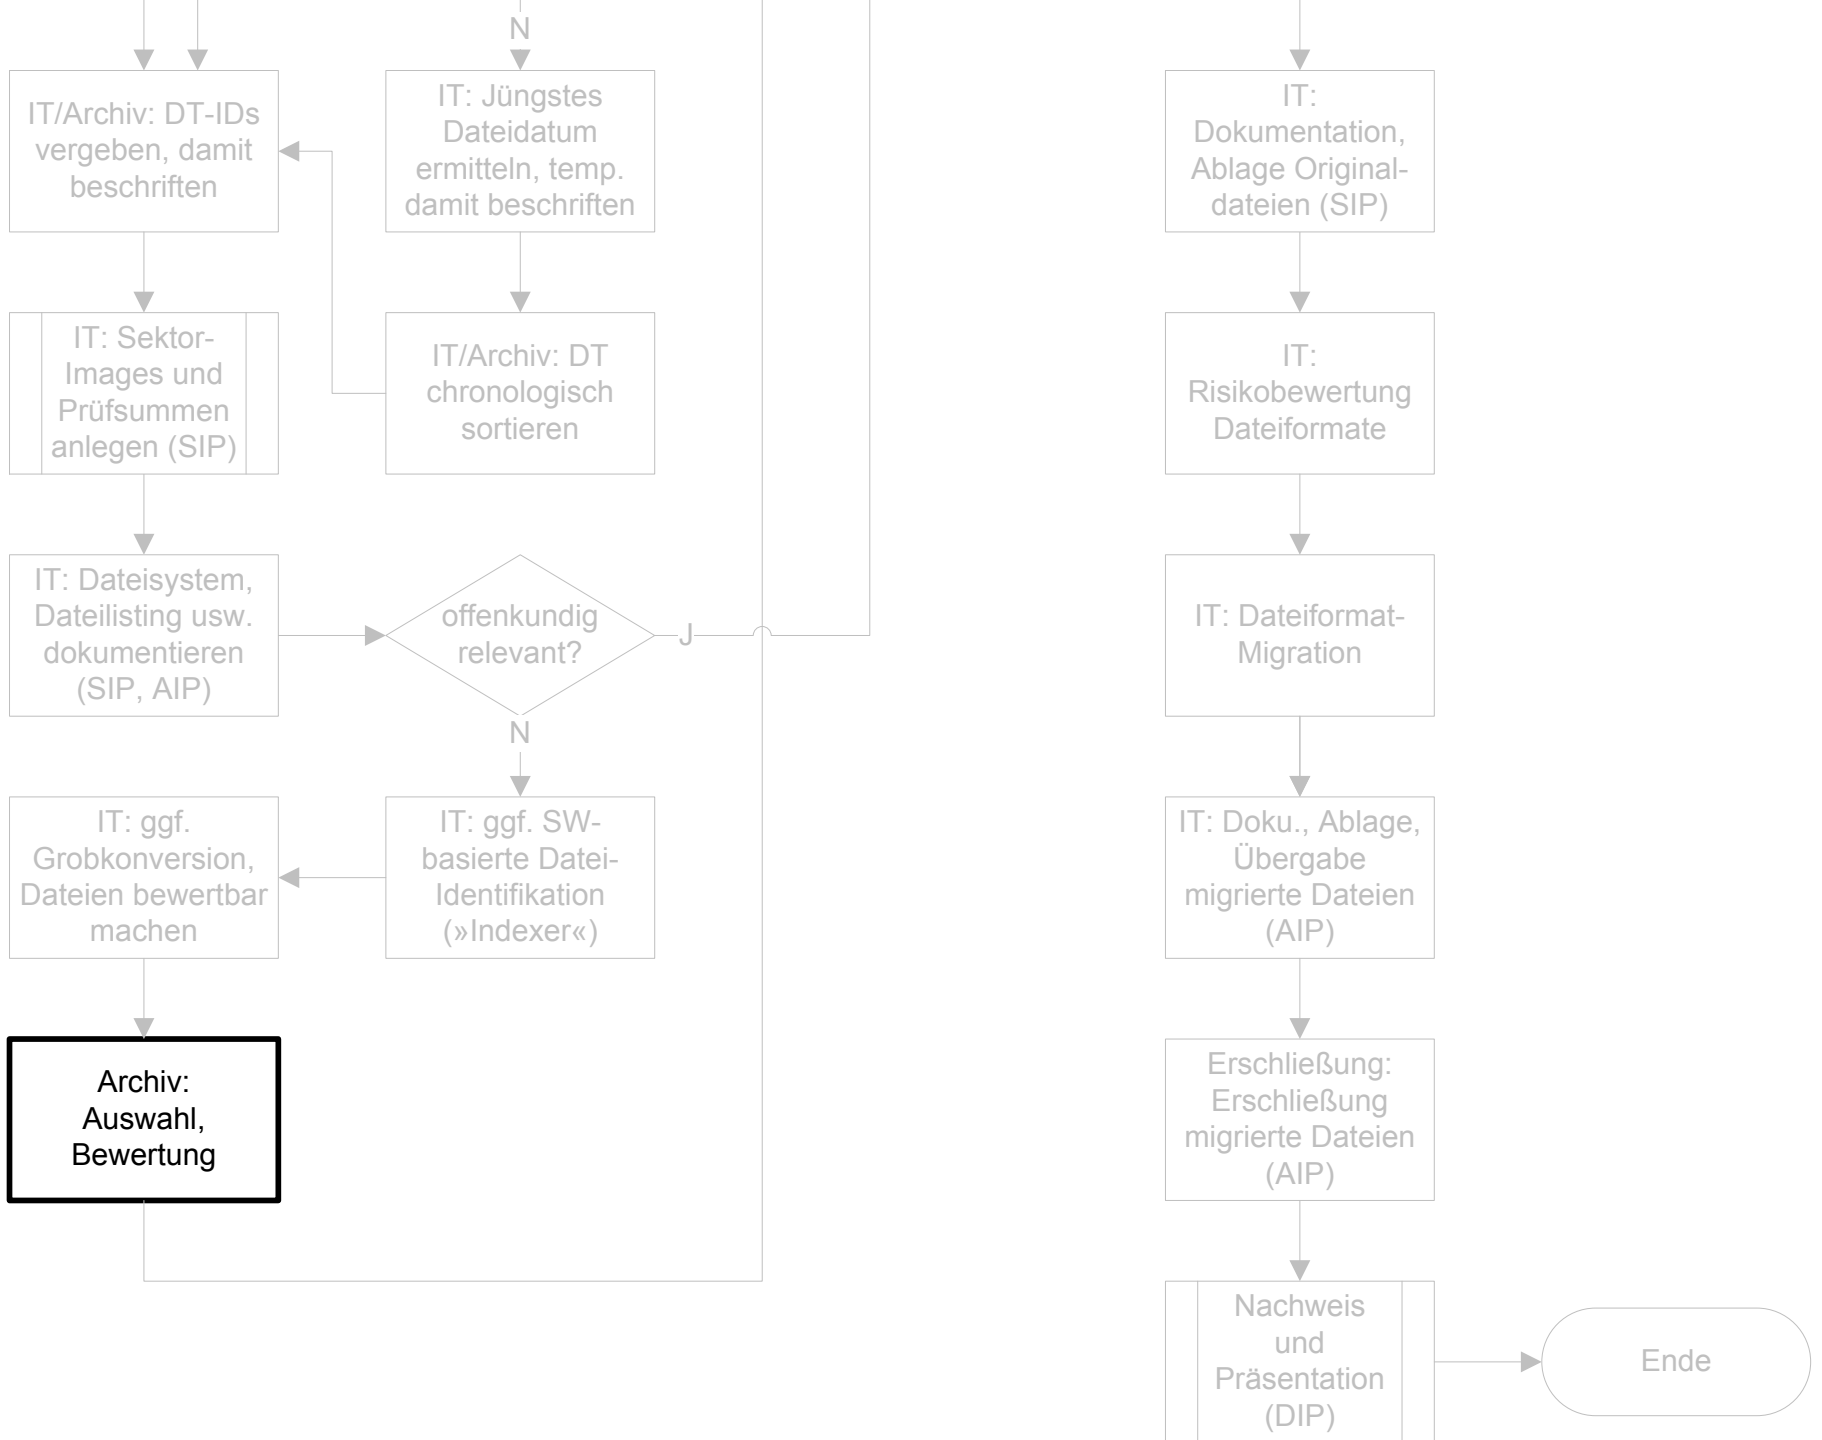 N
IT/Archiv: DT-IDs
vergeben, damit
beschriften
IT: Jüngstes
Dateidatum
ermitteln, temp.
damit beschriften
IT: Sektor-
Images und
Prüfsummen
anlegen (SIP)
IT/Archiv: DT
chronologisch
sortieren
IT: Dateisystem,
Dateilisting usw.
dokumentieren
(SIP, AIP)
offenkundig
relevant?
J
N
IT: ggf.
Grobkonversion,
Dateien bewertbar
machen
IT: ggf. SW-
basierte Datei-
Identifikation
(»Indexer«)
Archiv:
Auswahl,
Bewertung
IT:
Dokumentation,
Ablage Original-
dateien (SIP)
IT:
Risikobewertung
Dateiformate
IT: Dateiformat-
Migration
IT: Doku., Ablage,
Übergabe
migrierte Dateien
(AIP)
Erschließung:
Erschließung
migrierte Dateien
(AIP)
Nachweis
und
Präsentation
(DIP)
Ende